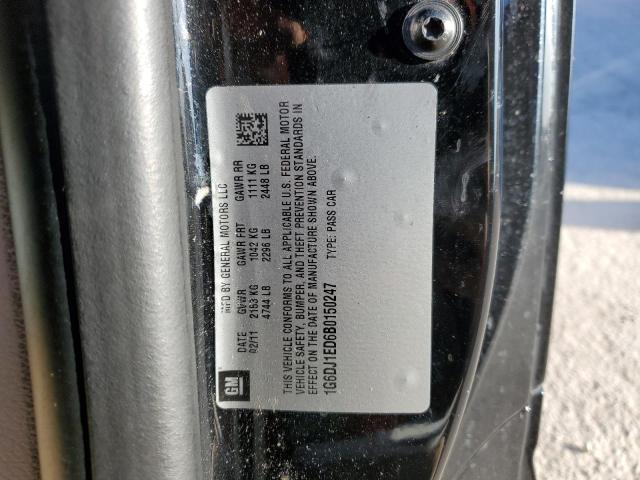 GM
MFD BY GENERAL MOTORS LLC
DATE GVWR GAWR FRT GAWR RR
02/11 2153 KG 1042 KG 1111 KG
4744 LB 2296 LB 2448 LB
THIS VEHICLE CONFORMS TO ALL APPLICABLE U.S. FEDERAL MOTOR
VEHICLE SAFETY, BUMPER, AND THEFT PREVENTION STANDARDS IN
EFFECT ON THE DATE OF MANUFACTURE SHOWN ABOVE.
1G6DJ1ED6B0150247 TYPE: PASS CAR